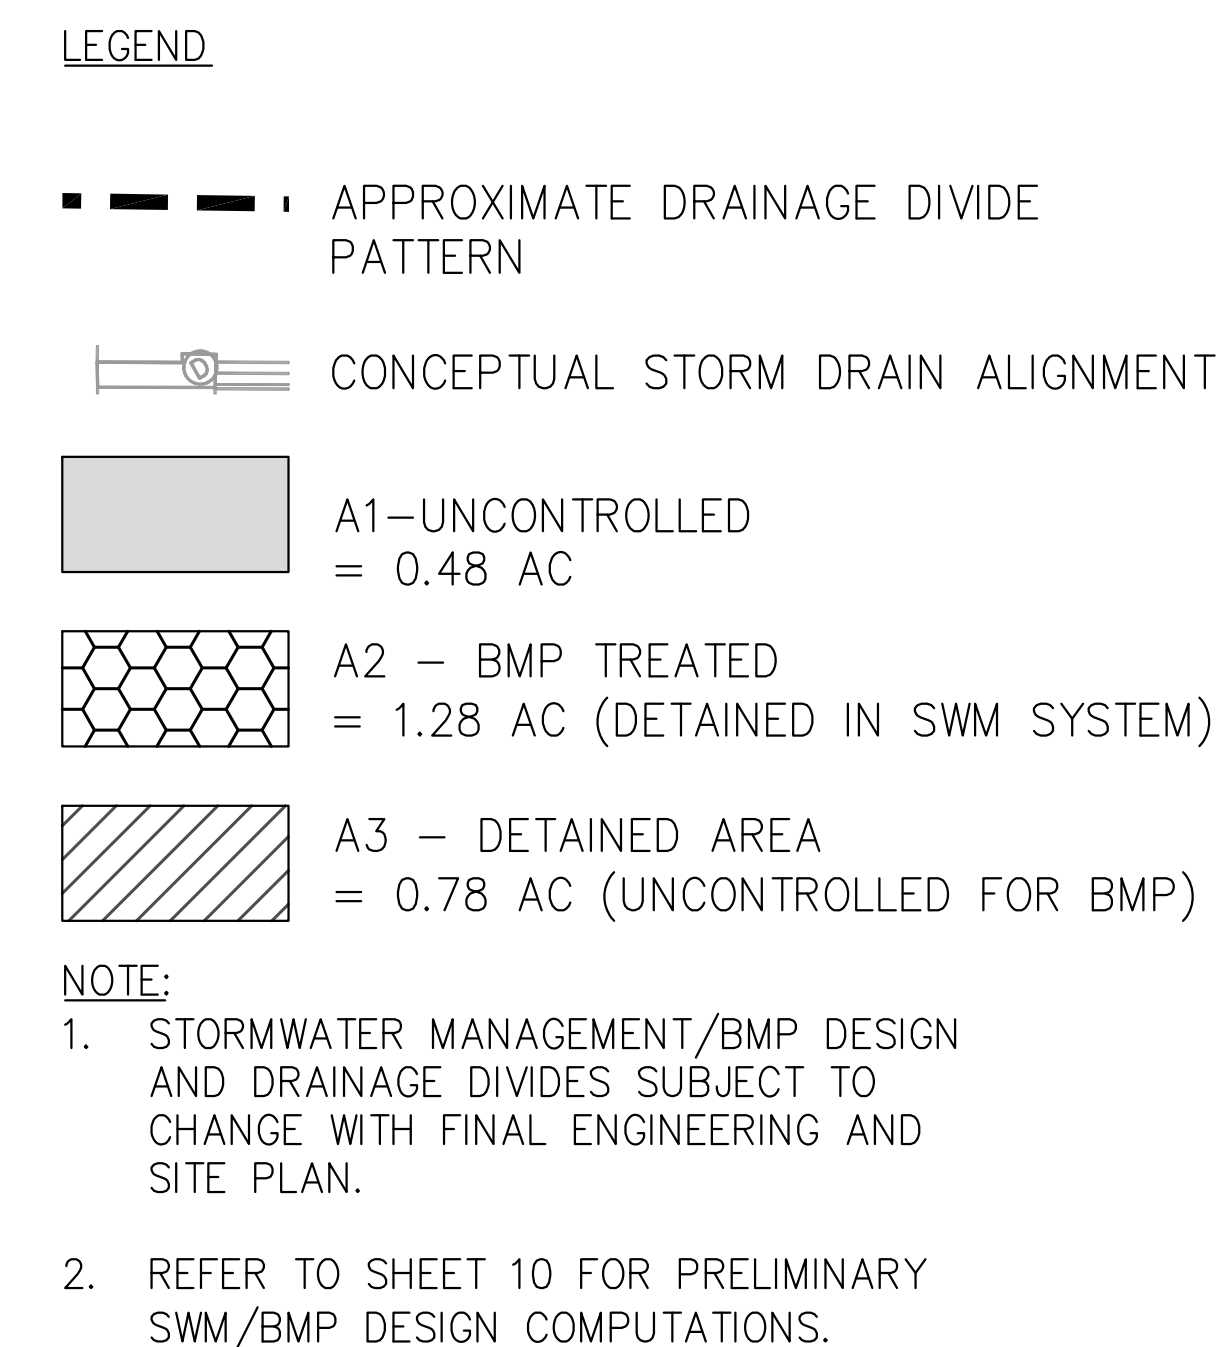 LEGEND
APPROXIMATE DRAINAGE DIVIDE
PATTERN
D
CONCEPTUAL STORM DRAIN ALIGNMENT
A1-UNCONTROLLED
= 0.48 AC
A2 - BMP TREATED
= 1.28 AC (DETAINED IN SWM SYSTEM)
A3 - DETAINED AREA
= 0.78 AC (UNCONTROLLED FOR BMP)
NOTE:
1. STORMWATER MANAGEMENT/BMP DESIGN
AND DRAINAGE DIVIDES SUBJECT TO
CHANGE WITH FINAL ENGINEERING AND
SITE PLAN.
2. REFER TO SHEET 10 FOR PRELIMINARY
SWM/BMP DESIGN COMPUTATIONS.